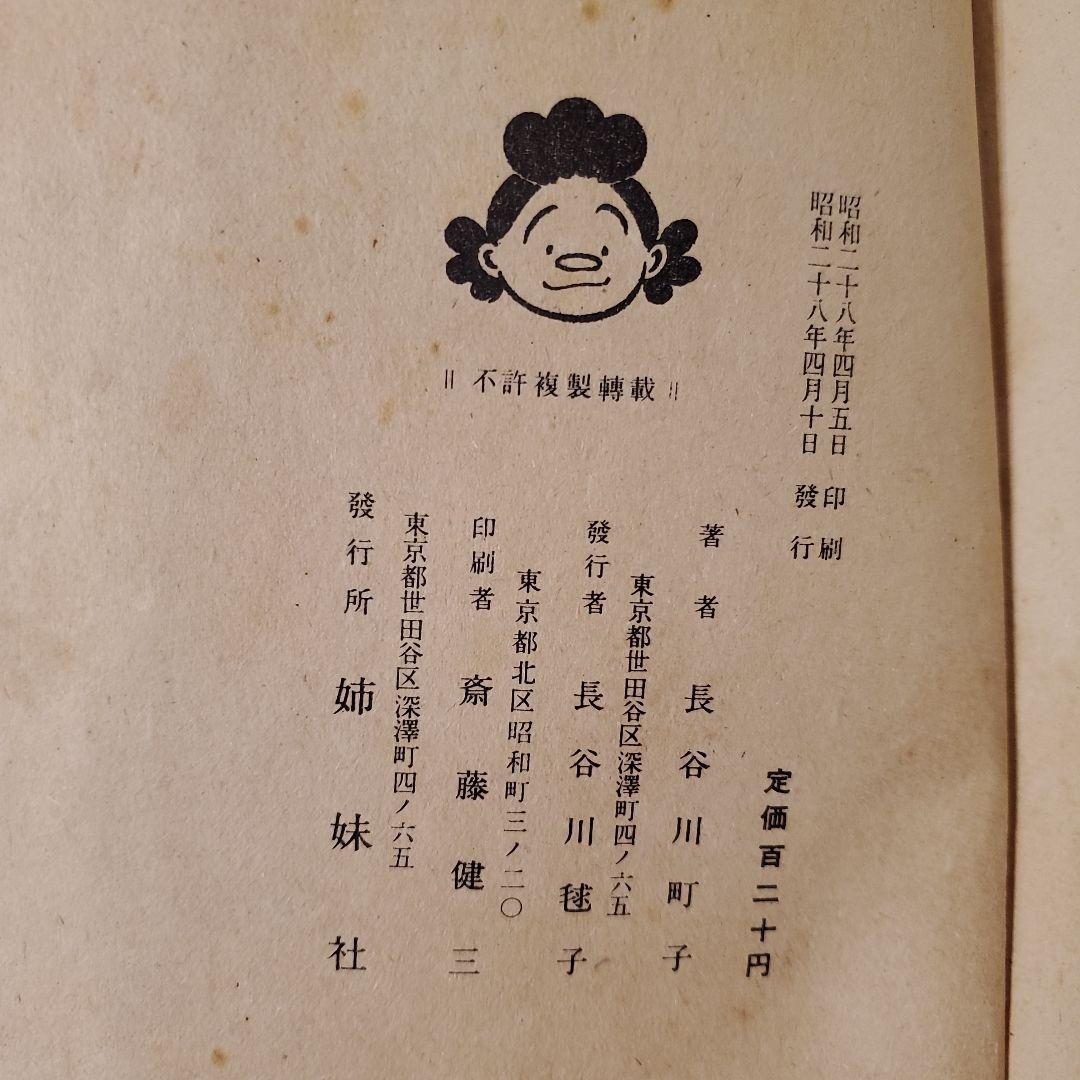 昭和二十八年四月五日 印刷
昭和二十八年四月十日 發行
定価百二十円
著者 長谷川町子
東京都世田谷区深澤町四ノ六五
發行者 長谷川毬子
東京都北区昭和町三ノ二〇
印刷者 斎藤健三
東京都世田谷区深澤町四ノ六五
發行所 姉妹社
〓不許複製轉載〓